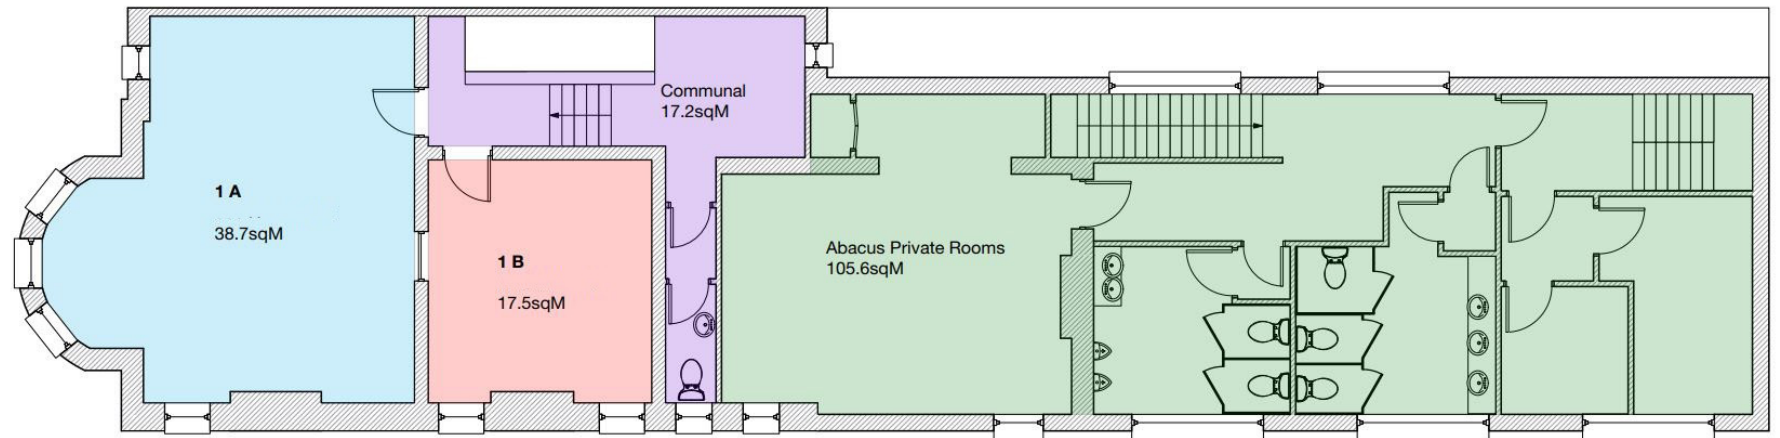 Communal
17.2sqM
1 A
38.7sqM
1 B
17.5sqM
Abacus Private Rooms
105.6sqM